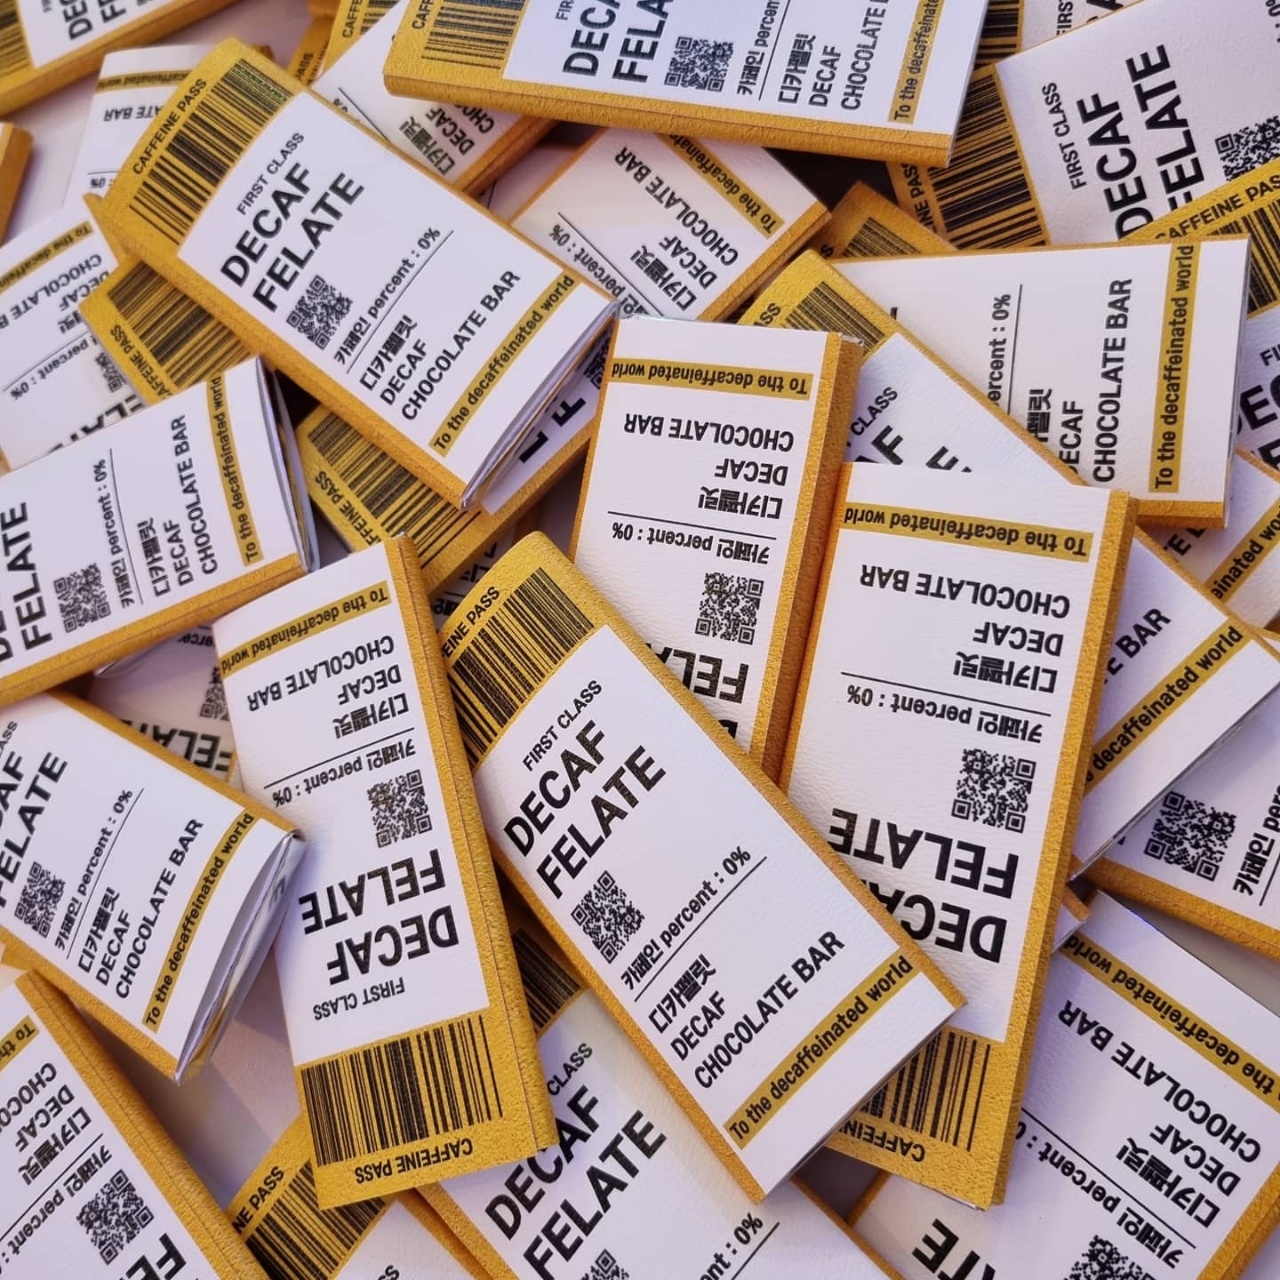 CAFFEINE PASS
FIRST CLASS
DECAF
FELATE
카페인 percent : 0%
디카펠릿
DECAF
CHOCOLATE BAR
To the decaffeinated world